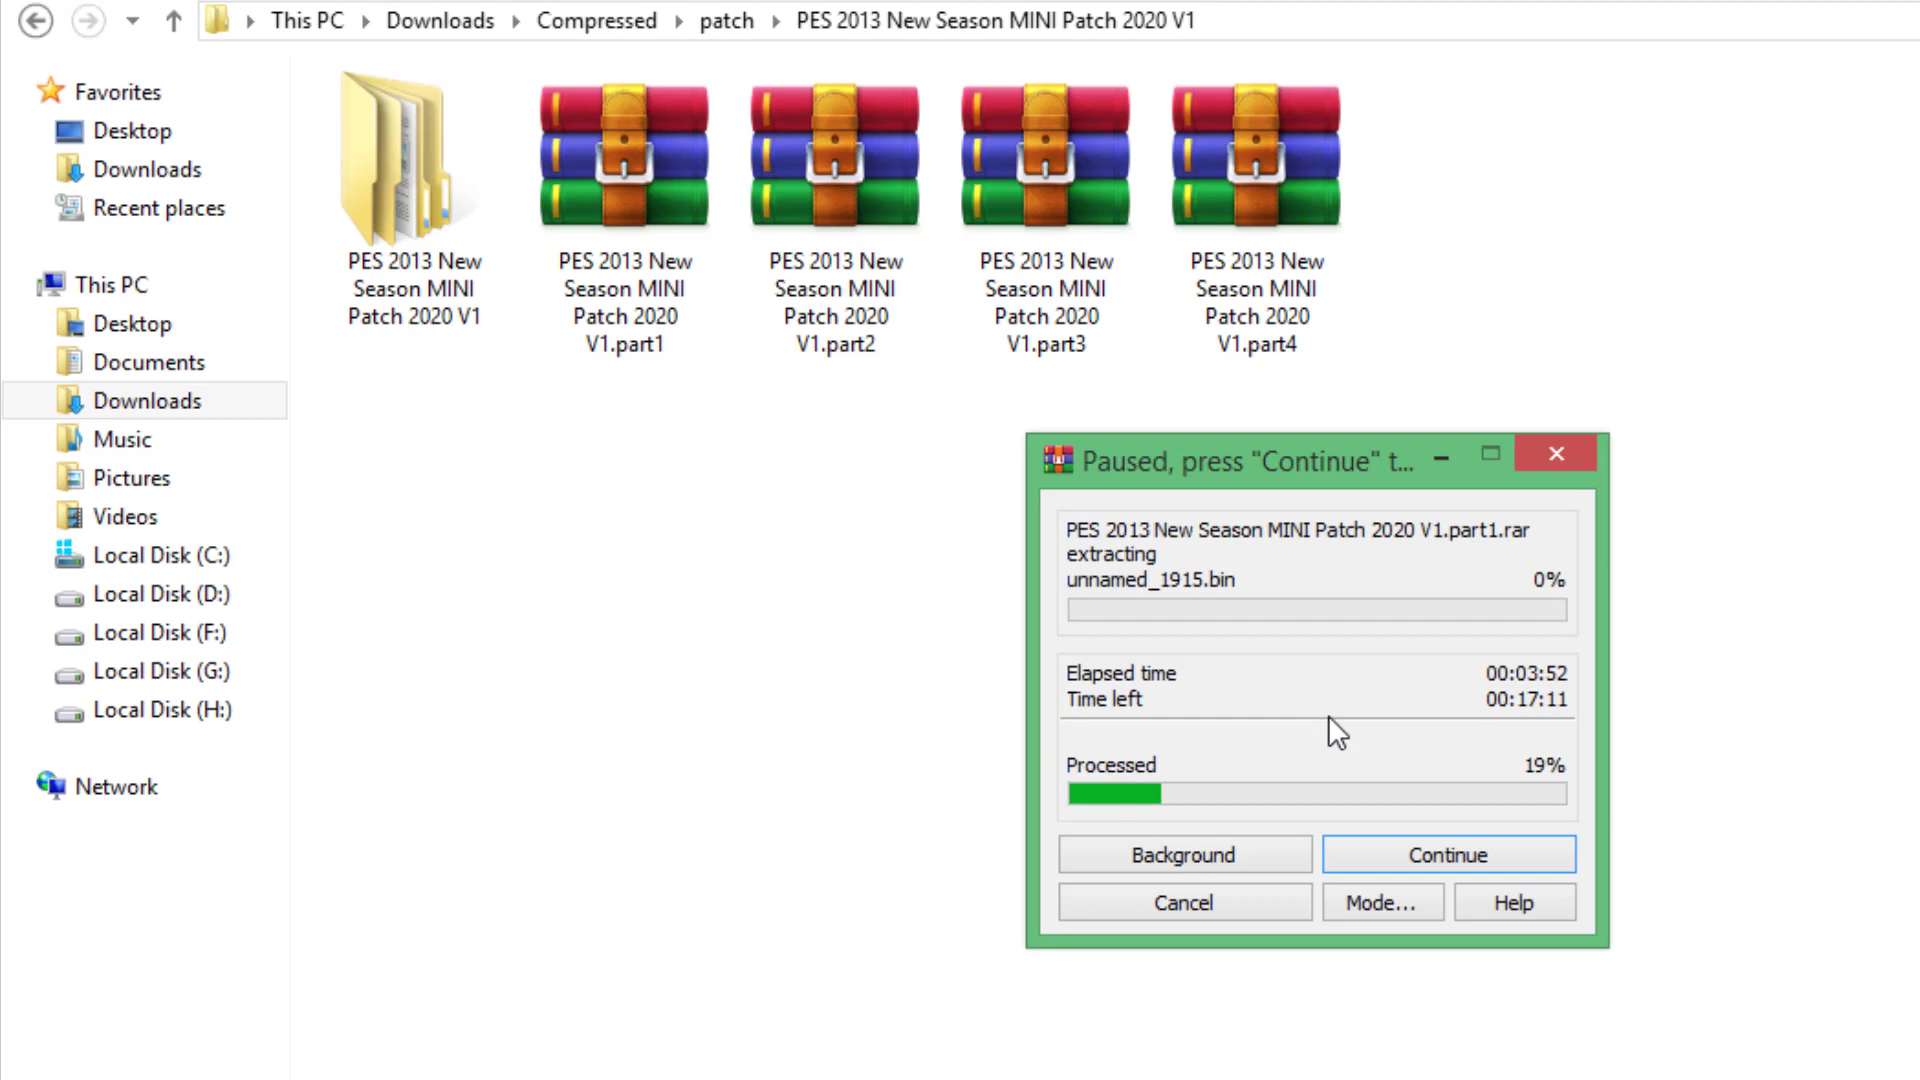 This PC Downloads Compressed patch PES 2013 New Season MINI Patch 2020 V1
Favorites
Desktop
Downloads
Recent places
This PC
Desktop
Documents
Downloads
Music
Pictures
Videos
Local Disk (C:)
Local Disk (D:)
Local Disk (F:)
Local Disk (G:)
Local Disk (H:)
Network
PES 2013 New
Season MINI
Patch 2020 V1
PES 2013 New
Season MINI
Patch 2020
V1.part1
PES 2013 New
Season MINI
Patch 2020
V1.part2
PES 2013 New
Season MINI
Patch 2020
V1.part3
PES 2013 New
Season MINI
Patch 2020
V1.part4
Paused, press "Continue" t...
PES 2013 New Season MINI Patch 2020 V1.part1.rar
extracting
unnamed_1915.bin 0%
Elapsed time 00:03:52
Time left 00:17:11
Processed 19%
Background Continue
Cancel Mode... Help